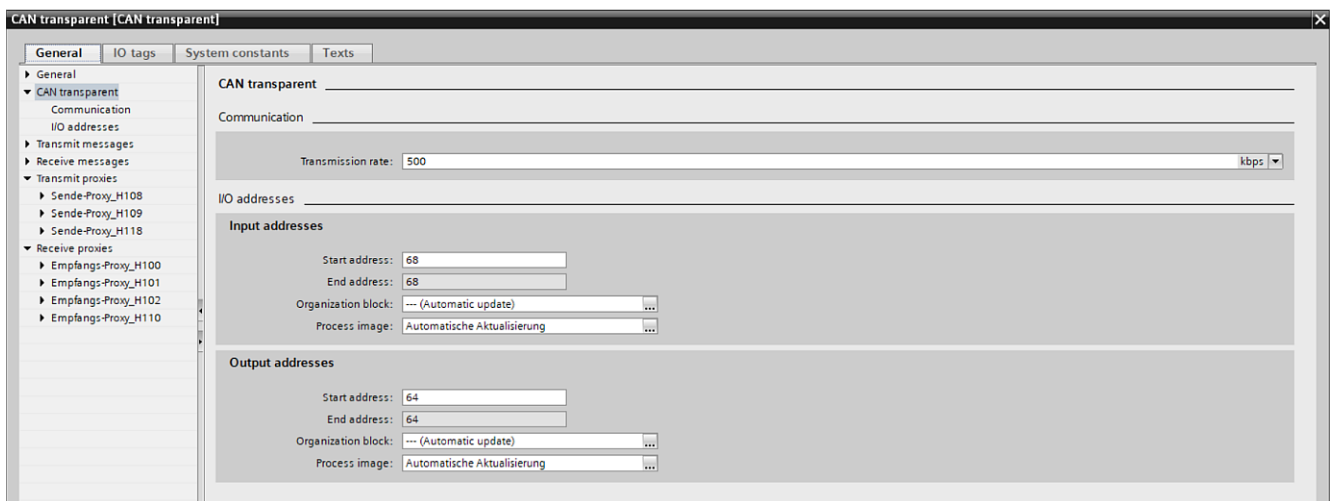 CAN transparent [CAN transparent]
General IO tags System constants Texts
General
CAN transparent
Communication
I/O addresses
Transmit messages
Receive messages
Transmit proxies
Sende-Proxy_H108
Sende-Proxy_H109
Sende-Proxy_H118
Receive proxies
Empfangs-Proxy_H100
Empfangs-Proxy_H101
Empfangs-Proxy_H102
Empfangs-Proxy_H110
CAN transparent
Communication
Transmission rate: 500 kbps
I/O addresses
Input addresses
Start address: 68
End address: 68
Organization block: --- (Automatic update) ...
Process image: Automatische Aktualisierung ...
Output addresses
Start address: 64
End address: 64
Organization block: --- (Automatic update) ...
Process image: Automatische Aktualisierung ...